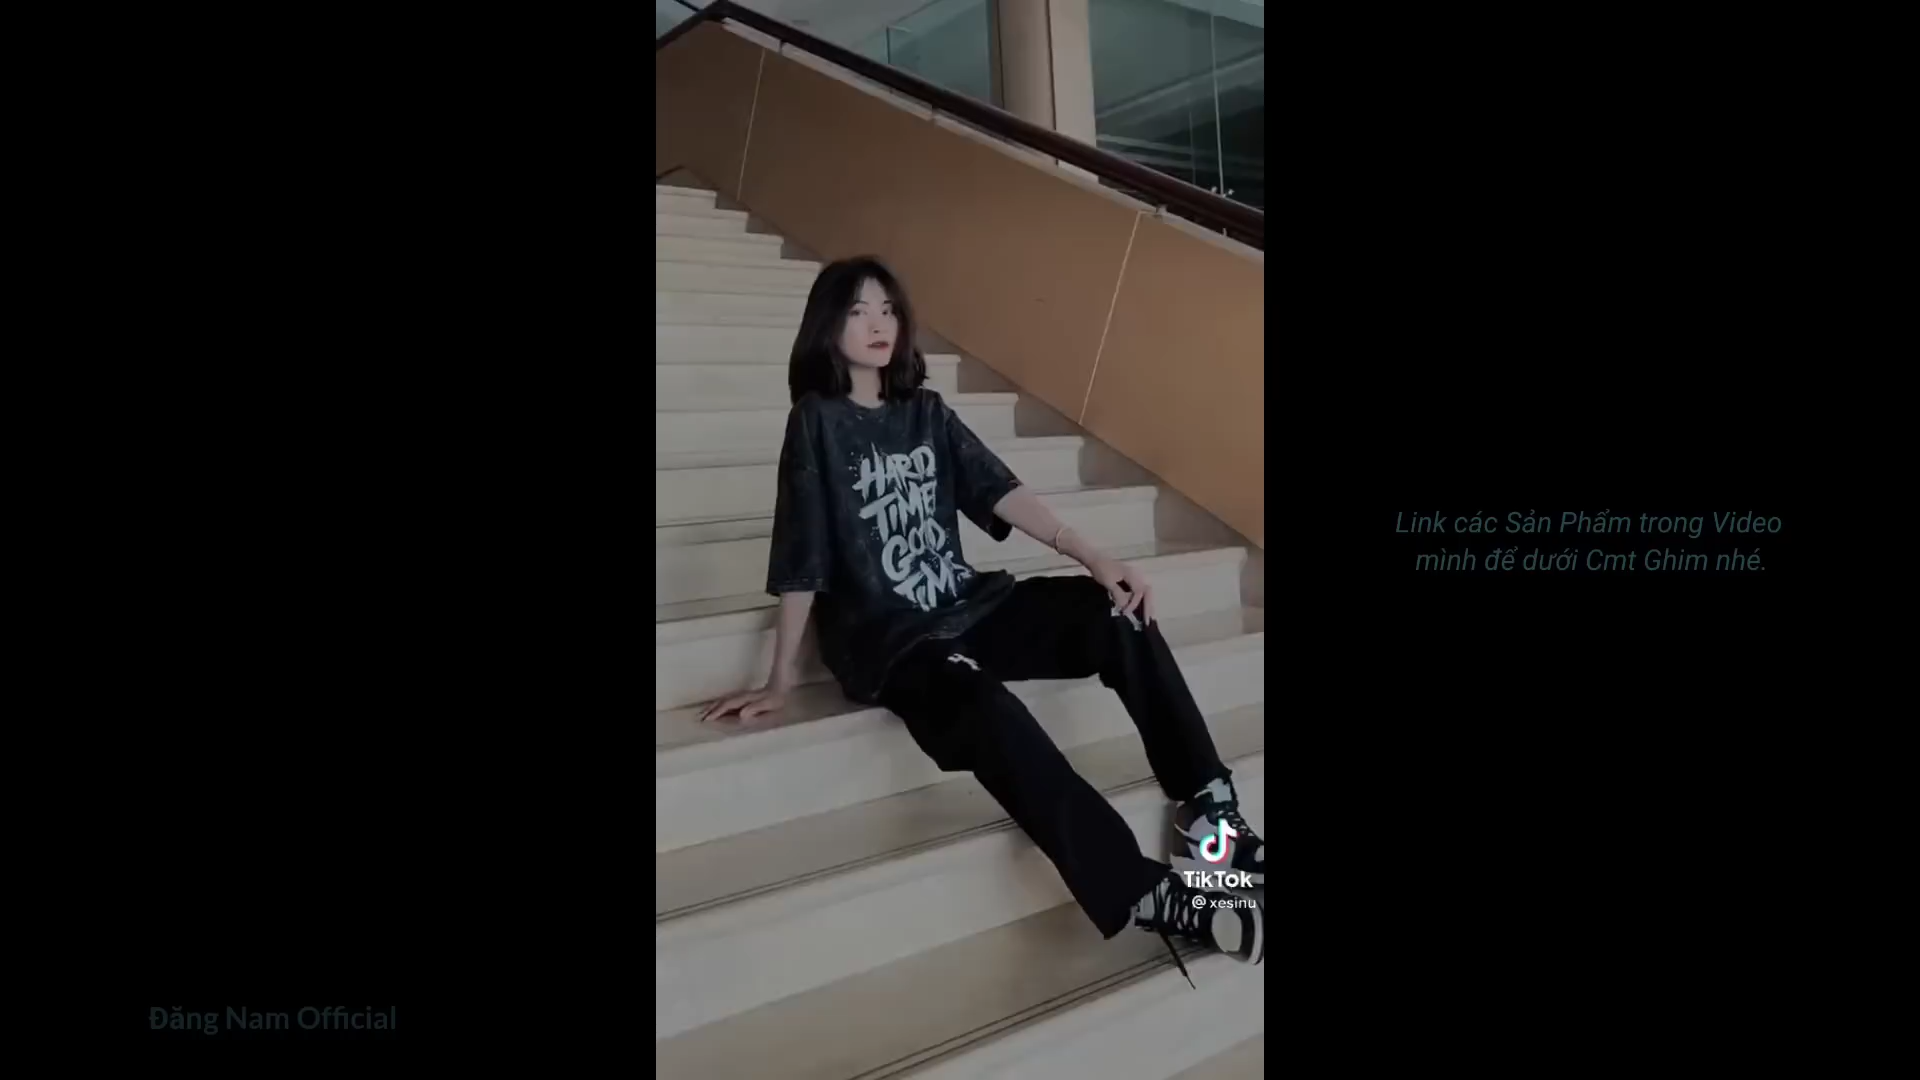 HARD
TIME
GOOD
TIMES
Link các Sản Phẩm trong Video
mình để dưới Cmt Ghim nhé.
TikTok
@xesinu
Đăng Nam Official